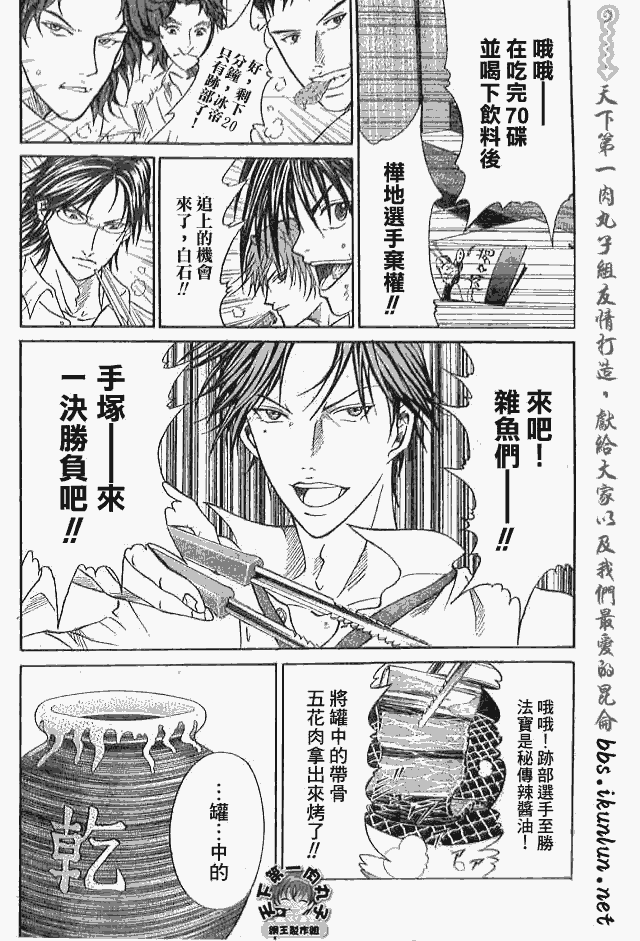 哦哦——
在吃完70碟
並喝下飲料後
樺地選手棄權!!
好，剩下20
分鐘，冰帝
只有跡
部了！
追上的機會
來了，白石!!
來吧！
雜魚們——!!
手塚——來
一決勝負吧!!
哦哦！跡部選手至勝
法寶是秘傳辣醬油！
將罐中的帶骨
五花肉拿出來烤了!!
…罐…中的
乾
天下第一肉丸子
網王製作組
天下第一肉丸子組友情打造，獻給大家以及我們最愛的昆侖 bbs.ikunlun.net